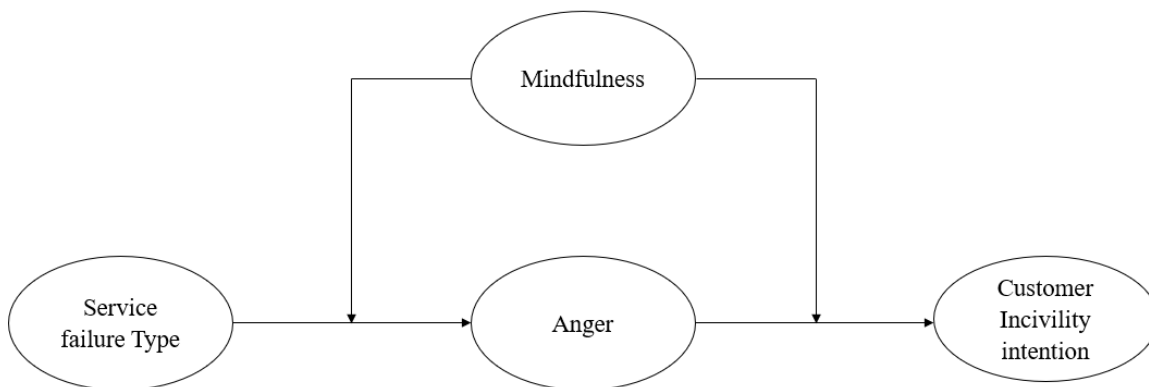 Mindfulness
Service
failure Type
Anger
Customer
Incivility
intention